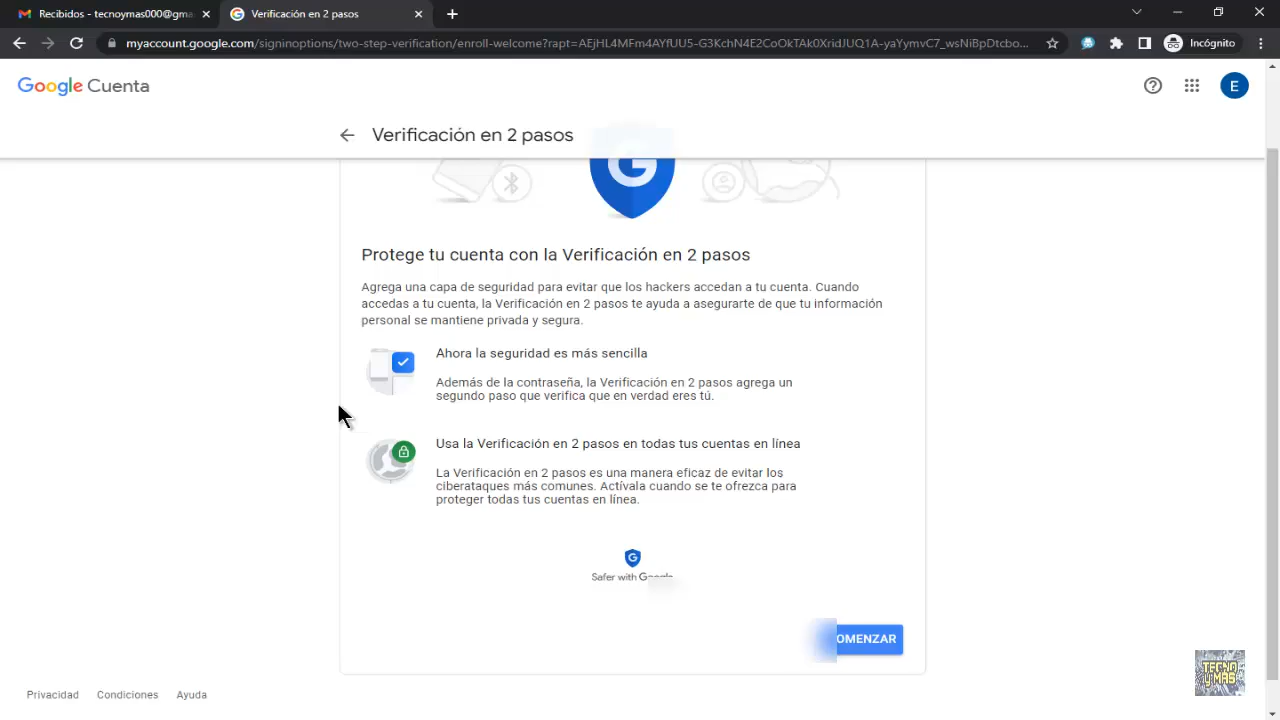 Recibidos - tecnoymas000@gma
Verificación en 2 pasos
myaccount.google.com/signinoptions/two-step-verification/enroll-welcome?rapt=AEjHL4MFm4AYfUU5-G3KchN4E2CoOkTAk0XridJUQ1A-yaYymvC7_wsNiBpDtcbo...
Incógnito
Google Cuenta
E
Verificación en 2 pasos
G
Protege tu cuenta con la Verificación en 2 pasos
Agrega una capa de seguridad para evitar que los hackers accedan a tu cuenta. Cuando
accedas a tu cuenta, la Verificación en 2 pasos te ayuda a asegurarte de que tu información
personal se mantiene privada y segura.
Ahora la seguridad es más sencilla
Además de la contraseña, la Verificación en 2 pasos agrega un
segundo paso que verifica que en verdad eres tú.
Usa la Verificación en 2 pasos en todas tus cuentas en línea
La Verificación en 2 pasos es una manera eficaz de evitar los
ciberataques más comunes. Actívala cuando se te ofrezca para
proteger todas tus cuentas en línea.
G
Safer with Google
OMENZAR
TECNO
y MAS
Privacidad Condiciones Ayuda